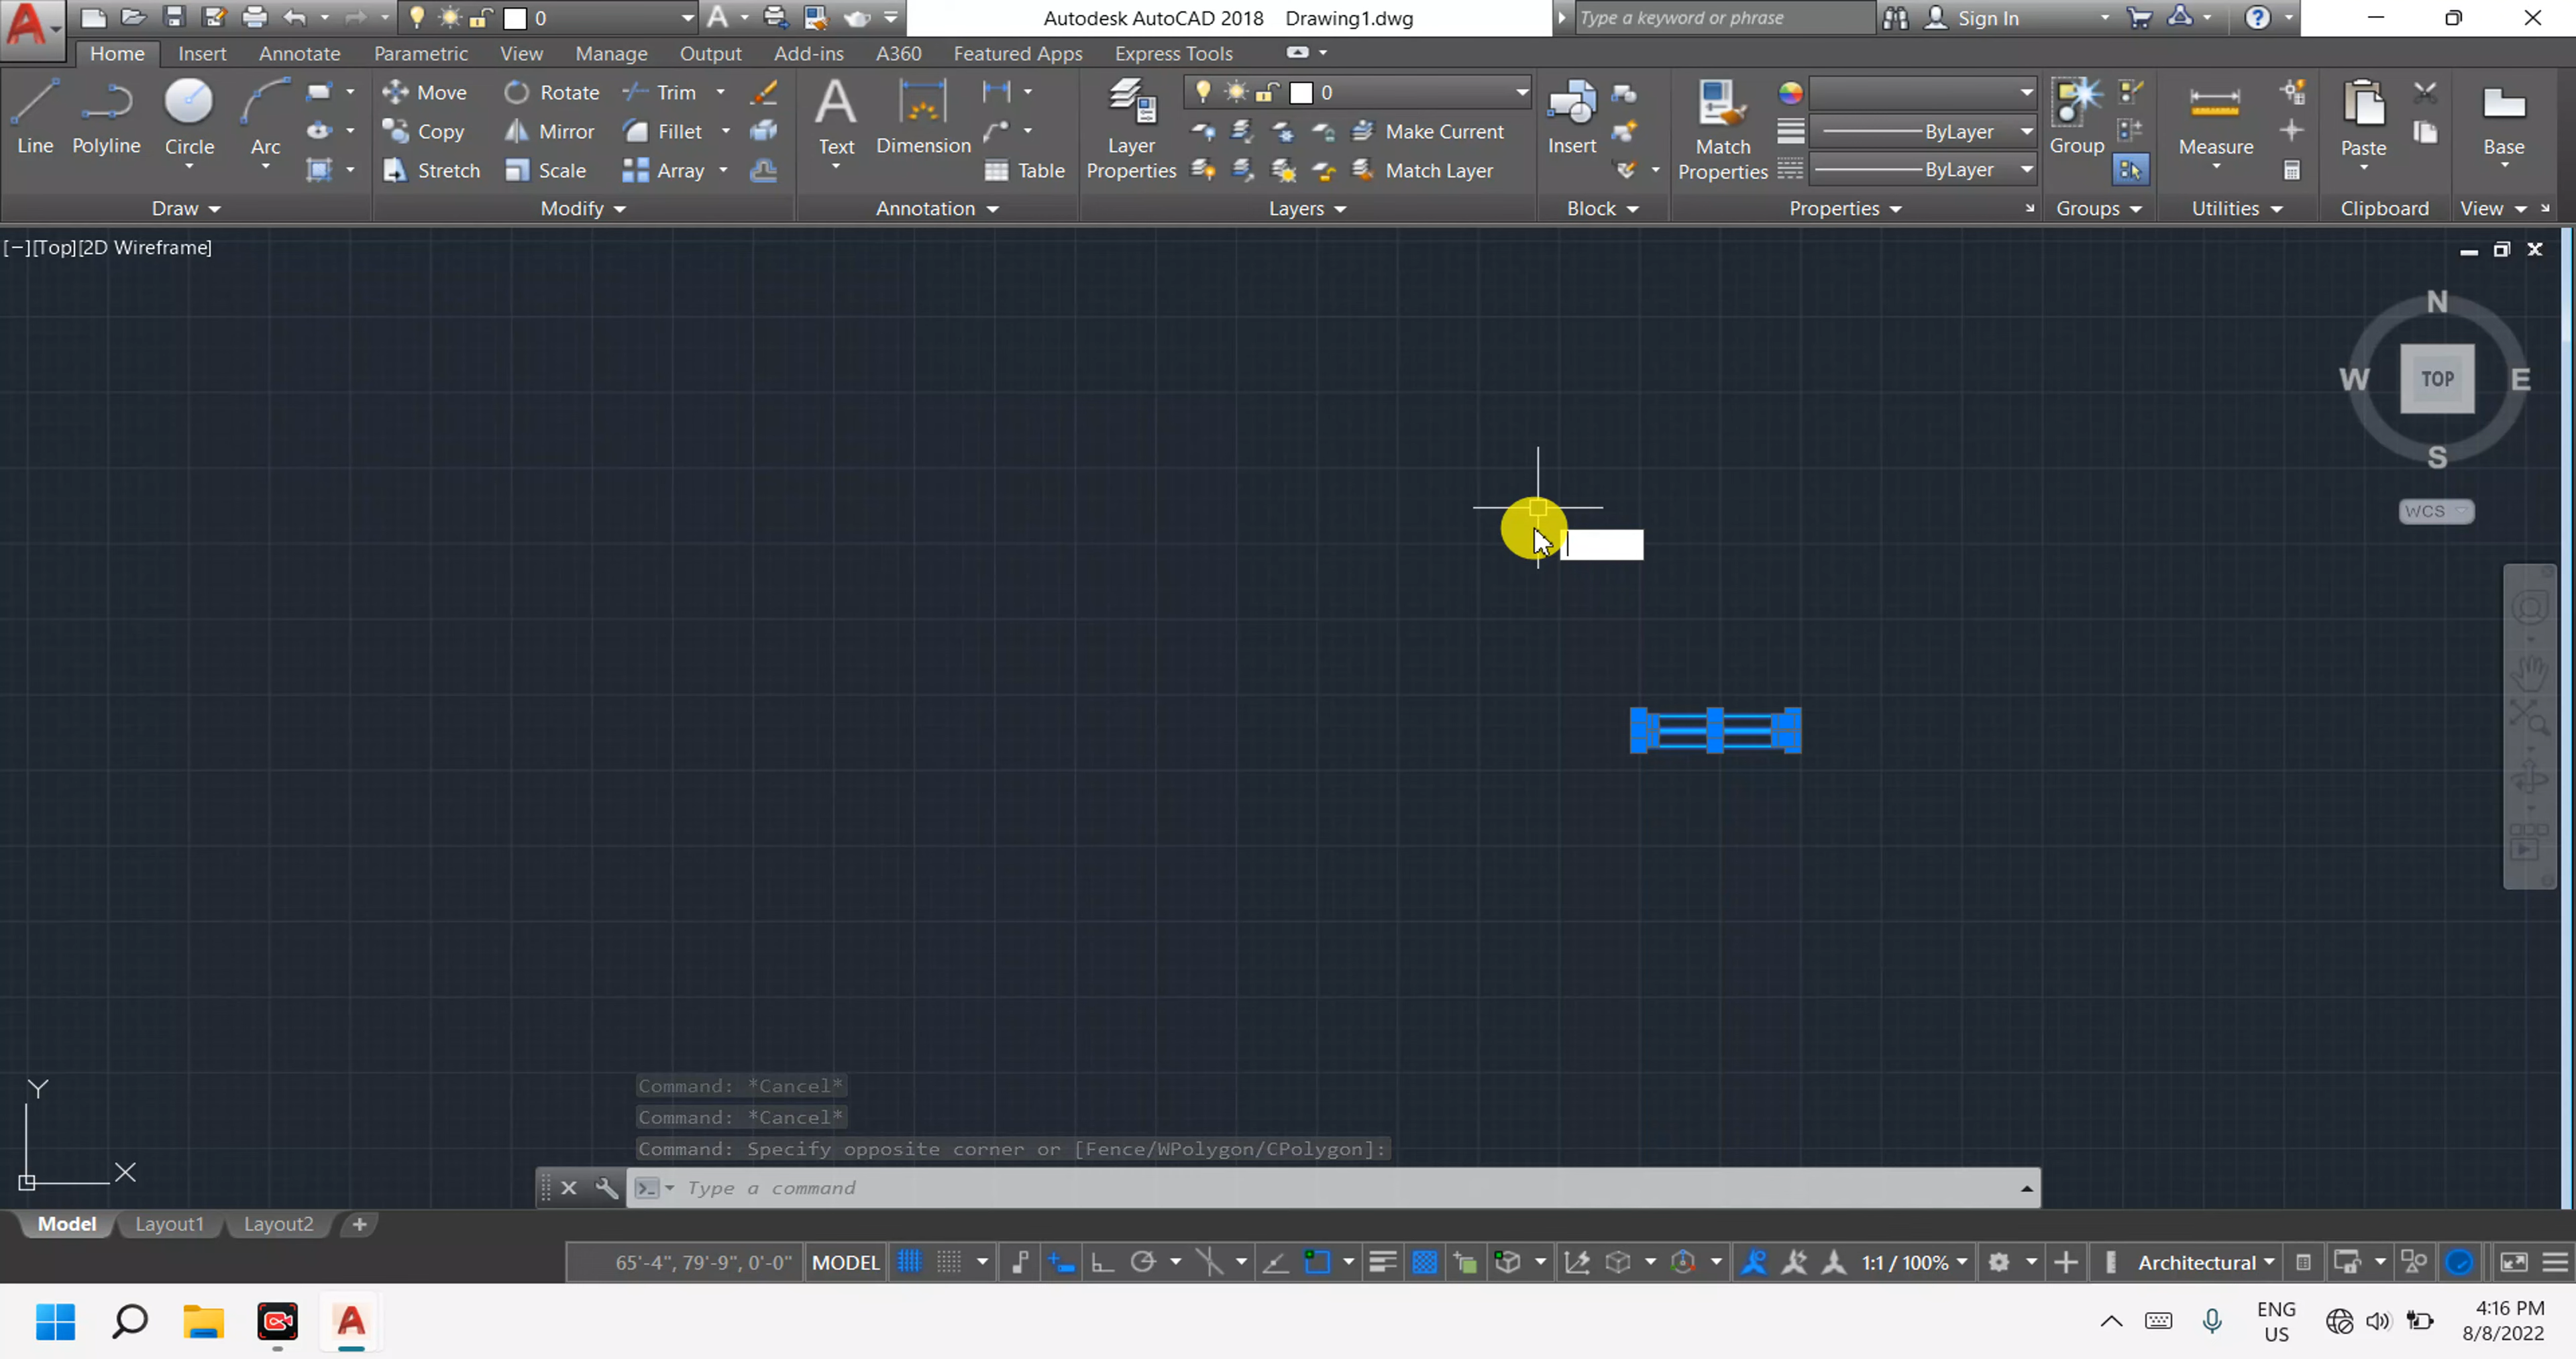 0
Autodesk AutoCAD 2018 Drawing1.dwg
Type a keyword or phrase
Sign In
Home Insert Annotate Parametric View Manage Output Add-ins A360 Featured Apps Express Tools
Line Polyline Circle Arc
Move Rotate Trim
Copy Mirror Fillet
Stretch Scale Array
Text Dimension Table
Layer Properties
0
Make Current
Match Layer
Insert
Match Properties
ByLayer
ByLayer
Group Measure Paste Base
Draw Modify Annotation Layers Block Properties Groups Utilities Clipboard View
[−][Top][2D Wireframe]
N
W TOP E
S
WCS
Command: *Cancel*
Command: *Cancel*
Command: Specify opposite corner or [Fence/WPolygon/CPolygon]:
Type a command
Y
X
Model Layout1 Layout2 +
65'-4", 79'-9", 0'-0" MODEL 1:1 / 100% Architectural
ENG
US
4:16 PM
8/8/2022